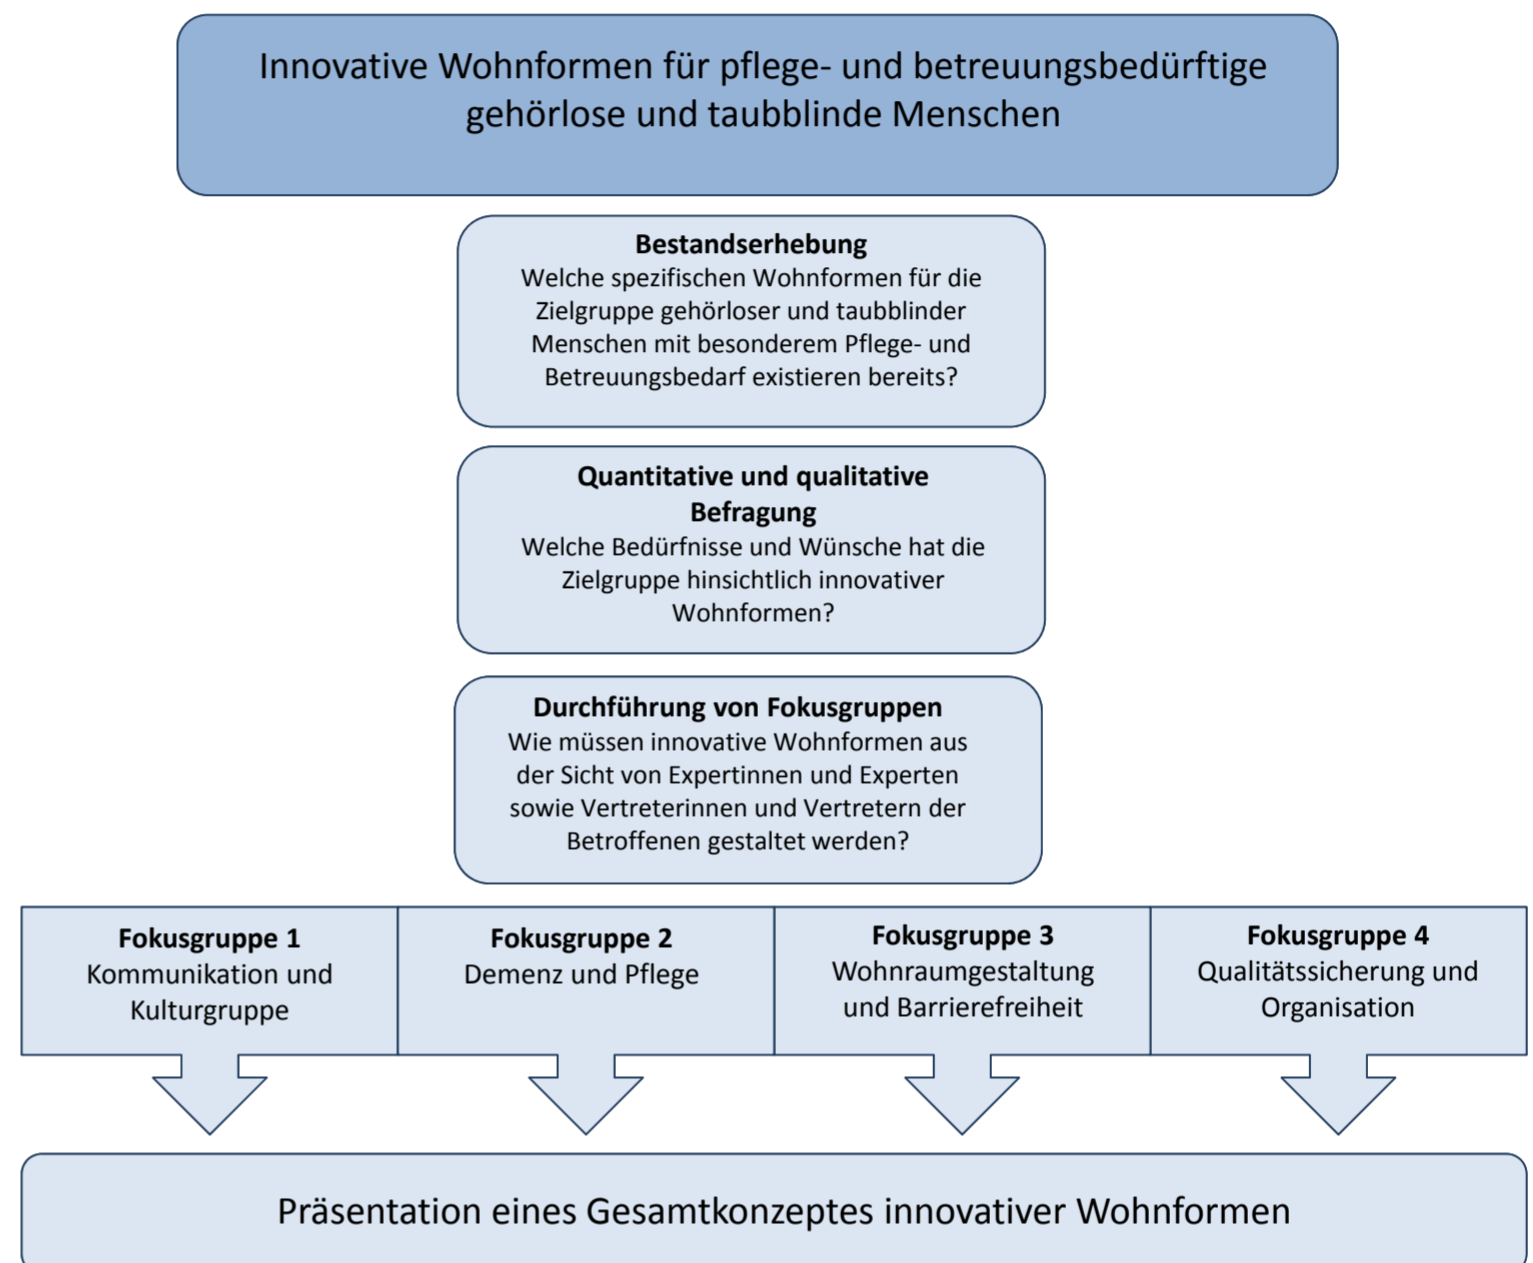 Innovative Wohnformen für pflege- und betreuungsbedürftige
gehörlose und taubblinde Menschen
Bestandserhebung
Welche spezifischen Wohnformen für die
Zielgruppe gehörloser und taubblinder
Menschen mit besonderem Pflege- und
Betreuungsbedarf existieren bereits?
Quantitative und qualitative
Befragung
Welche Bedürfnisse und Wünsche hat die
Zielgruppe hinsichtlich innovativer
Wohnformen?
Durchführung von Fokusgruppen
Wie müssen innovative Wohnformen aus
der Sicht von Expertinnen und Experten
sowie Vertreterinnen und Vertretern der
Betroffenen gestaltet werden?
Fokusgruppe 1
Kommunikation und
Kulturgruppe
Fokusgruppe 2
Demenz und Pflege
Fokusgruppe 3
Wohnraumgestaltung
und Barrierefreiheit
Fokusgruppe 4
Qualitätssicherung und
Organisation
Präsentation eines Gesamtkonzeptes innovativer Wohnformen